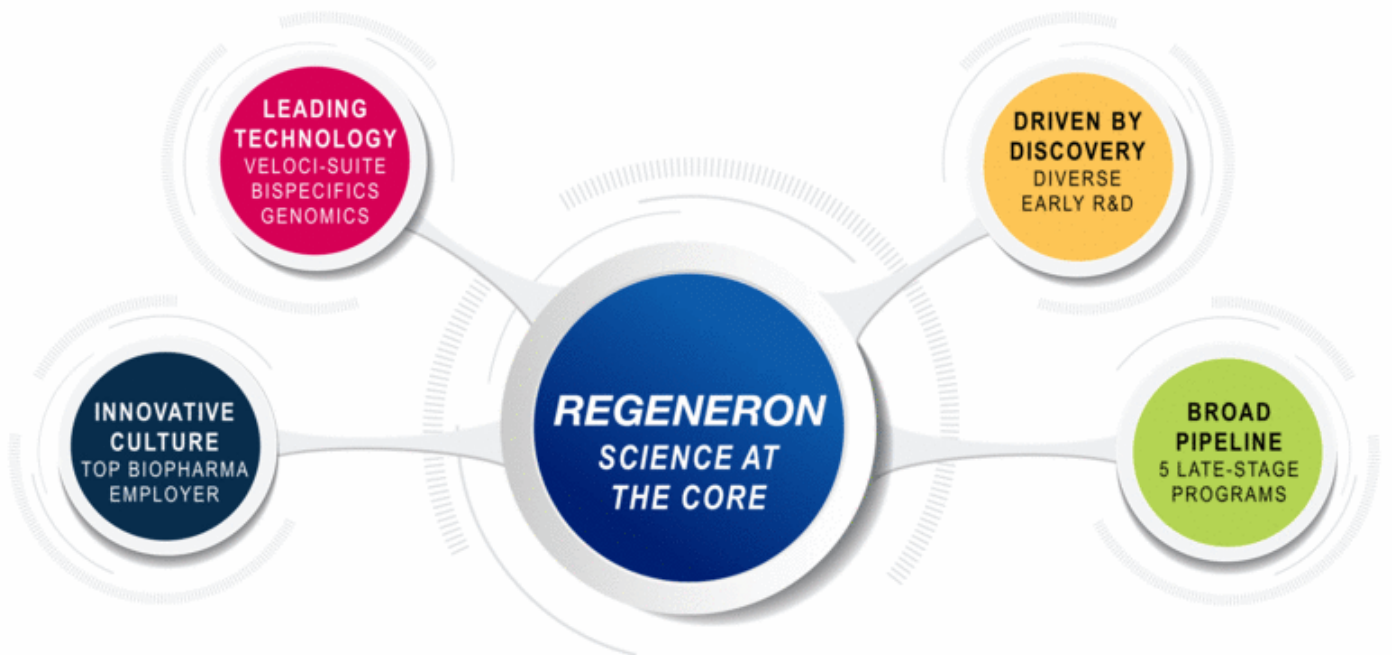 LEADING
TECHNOLOGY
VELOCI-SUITE
BISPECIFICS
GENOMICS
DRIVEN BY
DISCOVERY
DIVERSE
EARLY R&D
INNOVATIVE
CULTURE
TOP BIOPHARMA
EMPLOYER
REGENERON
SCIENCE AT
THE CORE
BROAD
PIPELINE
5 LATE-STAGE
PROGRAMS